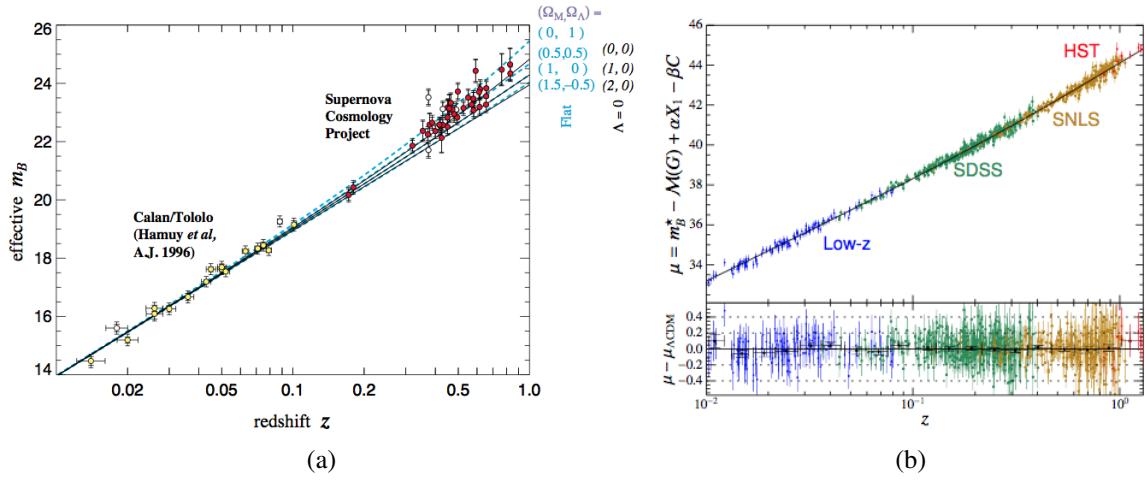 (Ω_M,Ω_Λ) =
( 0, 1 )
(0.5,0.5) (0, 0)
( 1, 0 ) (1, 0)
(1.5,–0.5) (2, 0)
Flat
Λ = 0
Supernova
Cosmology
Project
Calan/Tololo
(Hamuy et al,
A.J. 1996)
effective m_B
26
24
22
20
18
16
14
0.02 0.05 0.1 0.2 0.5 1.0
redshift z
(a)
μ = m*_B − M(G) + αX_1 − βC
46
44
42
40
38
36
34
HST
SNLS
SDSS
Low-z
μ − μ_ΛCDM
0.4
0.2
0.0
−0.2
−0.4
10^−2 10^−1 10^0
z
(b)